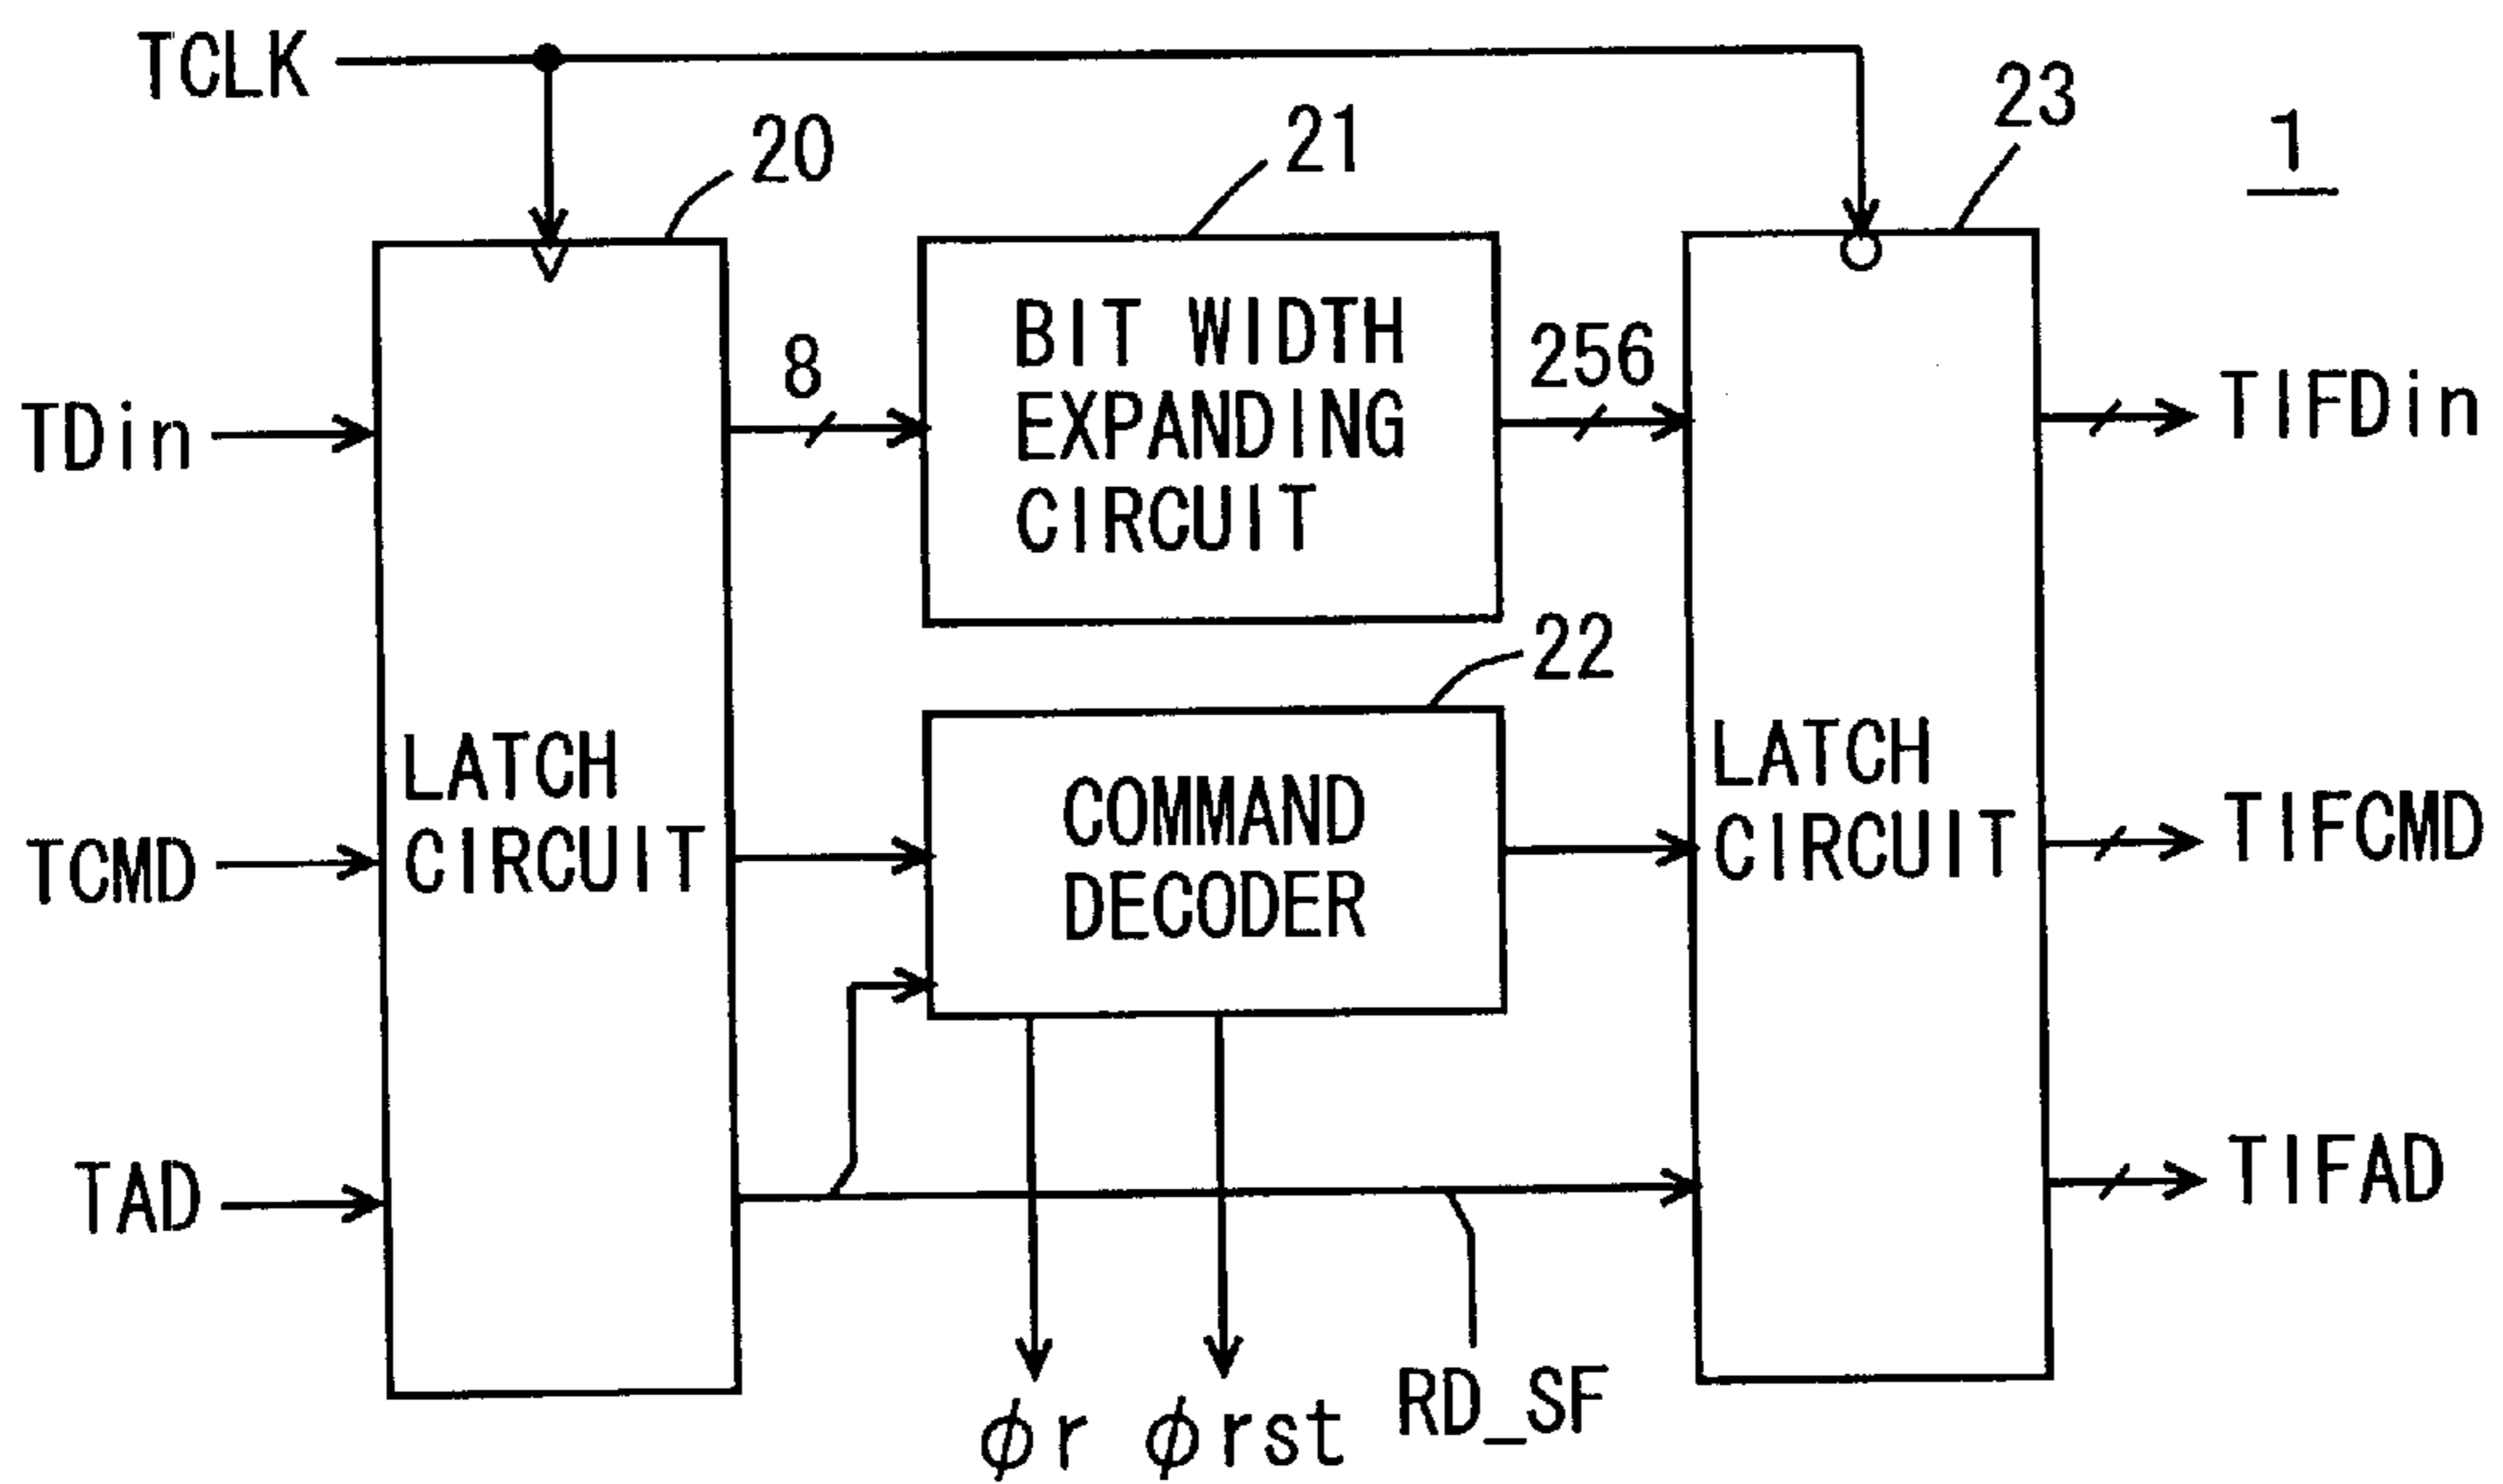 TCLK
20
21
23
1
TDin
8
BIT WIDTH
EXPANDING
CIRCUIT
256
TIFDin
22
TCMD
LATCH
CIRCUIT
COMMAND
DECODER
LATCH
CIRCUIT
TIFCMD
TAD
TIFAD
φr
φrst
RD_SF